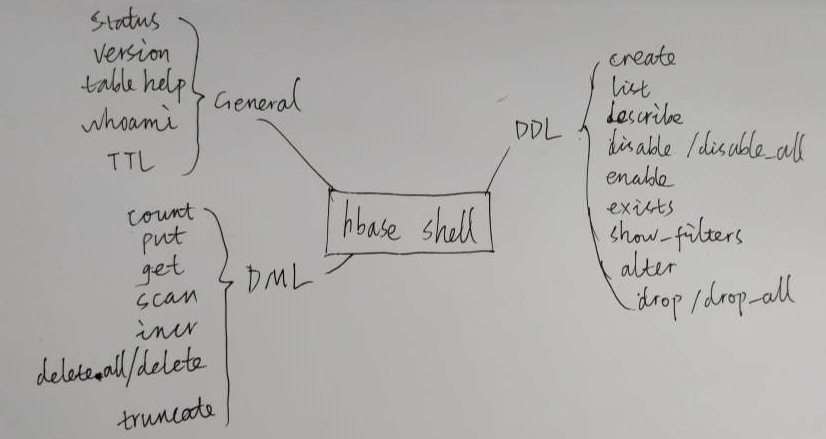 status
version
table help
whoami
TTL
General
hbase shell
DDL
create
list
describe
disable / disable_all
enable
exists
show_filters
alter
drop / drop_all
DML
count
put
get
scan
incr
delete_all/delete
truncate